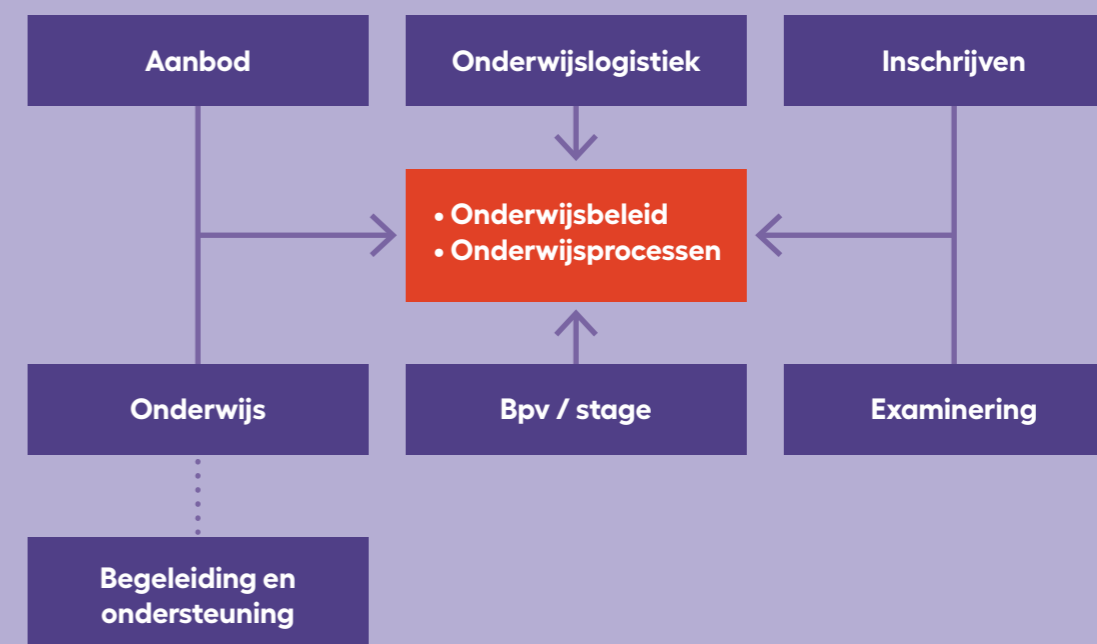 Aanbod
Onderwijslogistiek
Inschrijven
• Onderwijsbeleid
• Onderwijsprocessen
Onderwijs
Bpv / stage
Examinering
Begeleiding en
ondersteuning